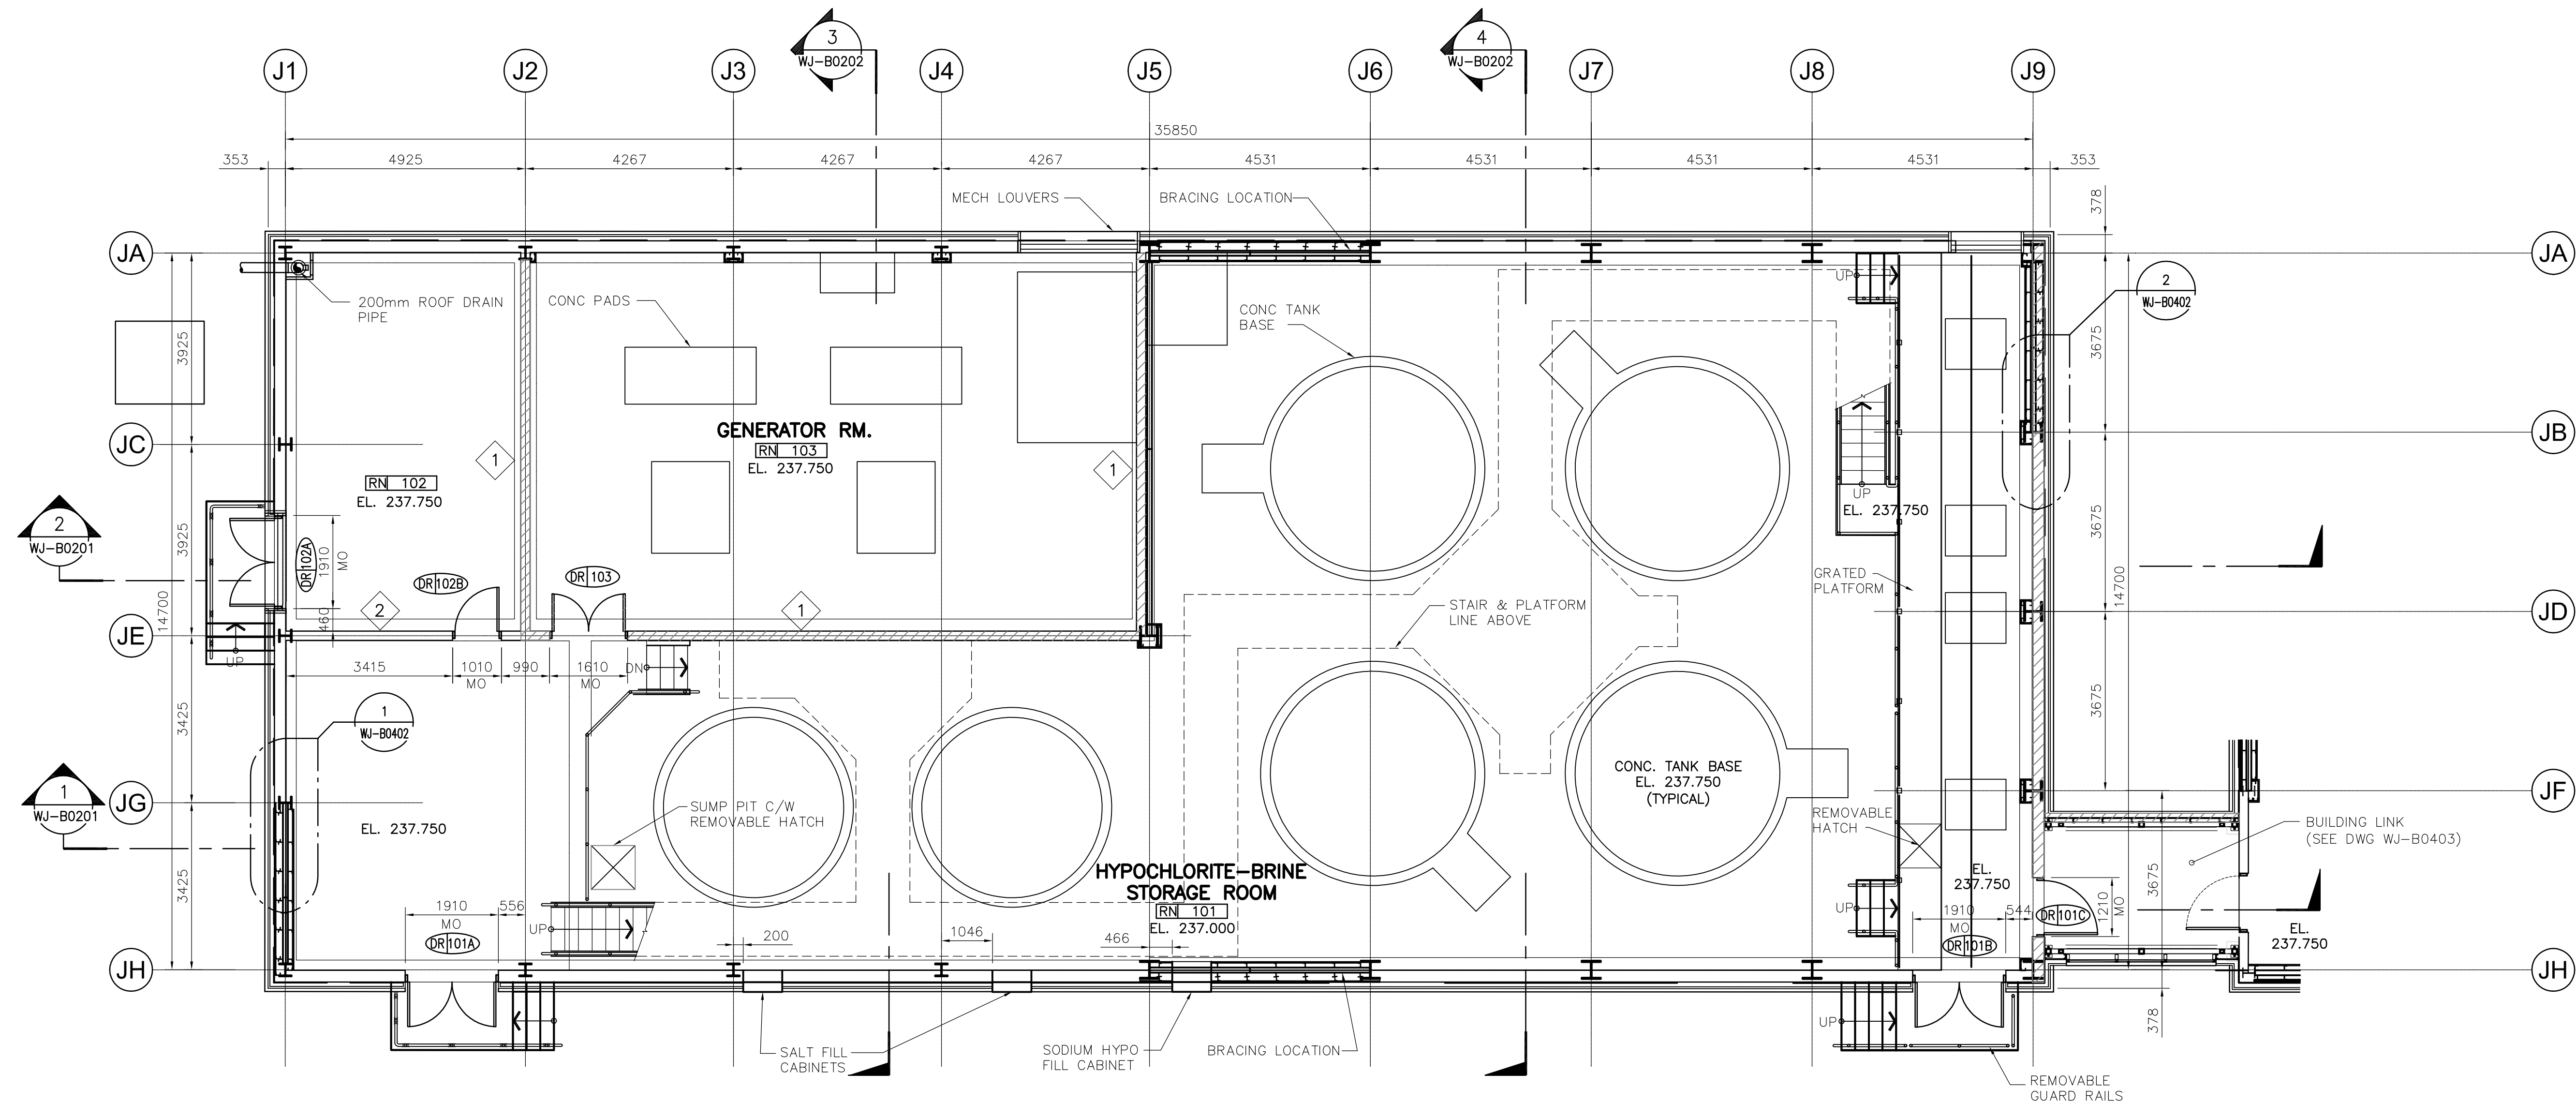 3
WJ-B0202
4
WJ-B0202
J1
J2
J3
J4
J5
J6
J7
J8
J9
35850
353
4925
4267
4267
4267
4531
4531
4531
4531
353
378
MECH LOUVERS
BRACING LOCATION
JA
JA
200mm ROOF DRAIN
PIPE
CONC PADS
CONC TANK
BASE
UP
2
WJ-B0402
3925
3675
GENERATOR RM.
RN 103
EL. 237.750
JC
JB
1
1
RN 102
EL. 237.750
UP
EL. 237.750
2
WJ-B0201
3925
3675
DR 102A
1910
MO
DR 102B
DR 103
GRATED
PLATFORM
14700
14700
460
2
1
STAIR & PLATFORM
LINE ABOVE
JD
JE
UP
3415
1010
MO
990
1610
MO
DN
3675
3425
1
WJ-B0402
CONC. TANK BASE
EL. 237.750
(TYPICAL)
JG
JF
1
WJ-B0201
SUMP PIT C/W
REMOVABLE HATCH
REMOVABLE
HATCH
EL. 237.750
BUILDING LINK
(SEE DWG WJ-B0403)
HYPOCHLORITE-BRINE
STORAGE ROOM
RN 101
EL. 237.000
EL.
237.750
3675
3425
1910
MO
556
DR 101A
UP
200
1046
466
UP
1910
MO
544
DR 101B
DR 101C
1210
MO
EL.
237.750
JH
JH
378
UP
SALT FILL
CABINETS
SODIUM HYPO
FILL CABINET
BRACING LOCATION
REMOVABLE
GUARD RAILS